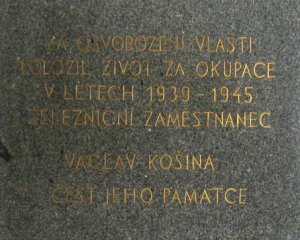 ZA OSVOBOZENÍ VLASTI
POLOŽIL ŽIVOT ZA OKUPACE
V LETECH 1939-1945
ŽELEZNIČNÍ ZAMĚSTNANEC
VÁCLAV KOŠINA
ČEST JEHO PAMÁTCE